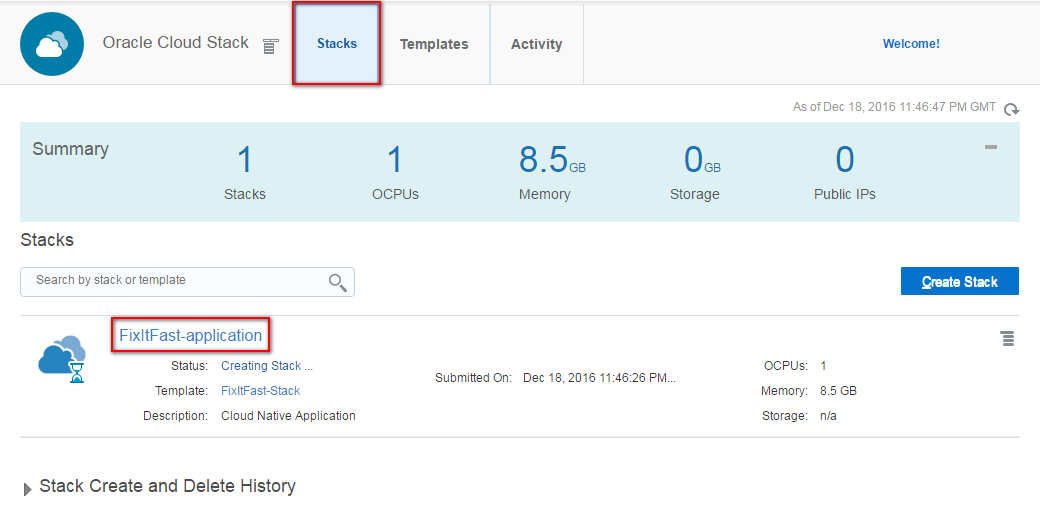 Oracle Cloud Stack
Stacks
Templates
Activity
Welcome!
As of Dec 18, 2016 11:46:47 PM GMT
Summary
1
Stacks
1
OCPUs
8.5GB
Memory
0GB
Storage
0
Public IPs
Stacks
Search by stack or template
Create Stack
FixItFast-application
Status: Creating Stack ...
Template: FixItFast-Stack
Description: Cloud Native Application
Submitted On: Dec 18, 2016 11:46:26 PM...
OCPUs: 1
Memory: 8.5 GB
Storage: n/a
Stack Create and Delete History